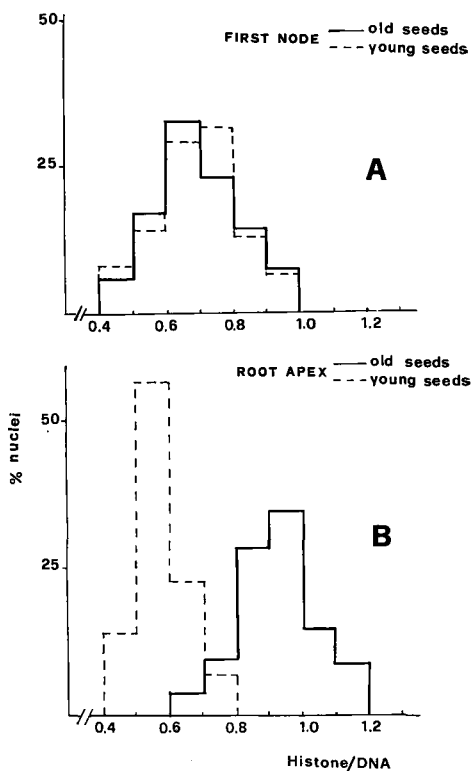 50
FIRST NODE
old seeds
young seeds
25
A
0.4 0.6 0.8 1.0 1.2
ROOT APEX
old seeds
young seeds
50
% nuclei
B
25
0.4 0.6 0.8 1.0 1.2
Histone/DNA